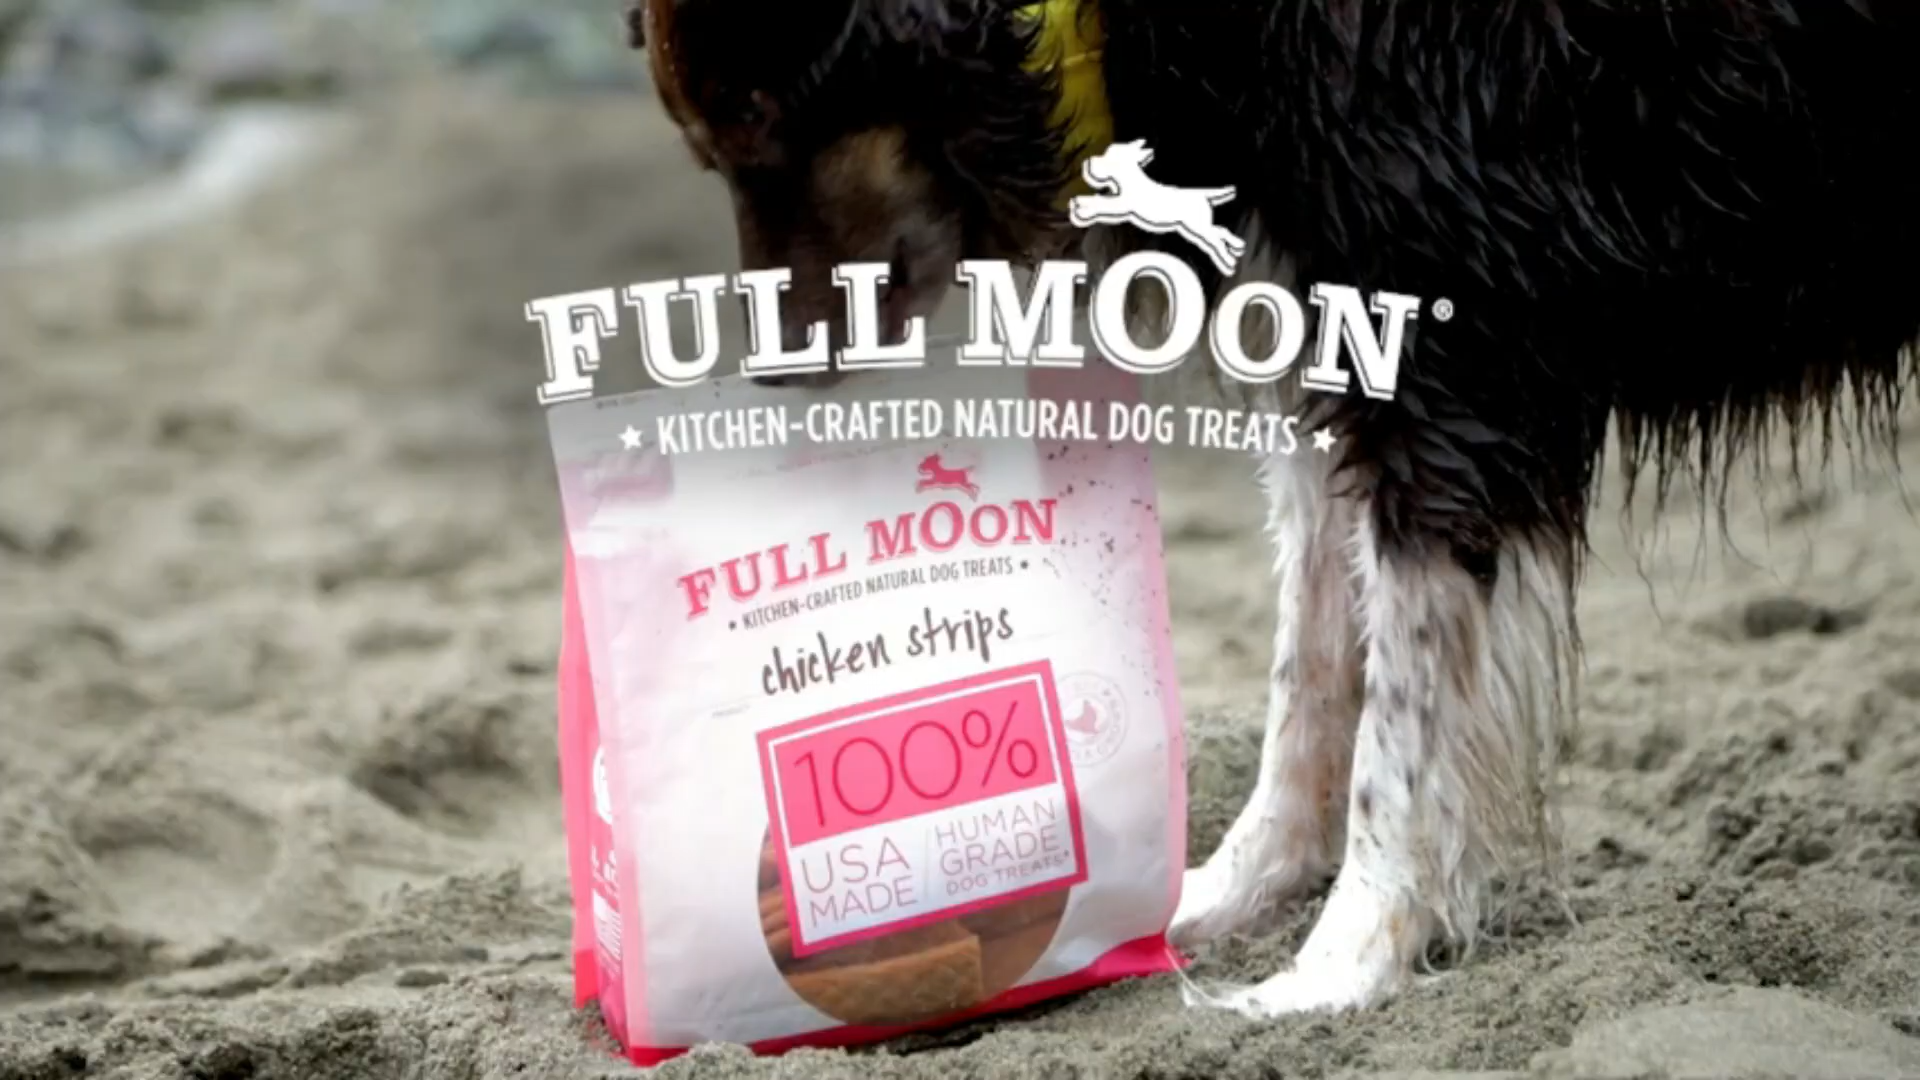 FULL MOON®
★ KITCHEN-CRAFTED NATURAL DOG TREATS ★
FULL MOON
• KITCHEN-CRAFTED NATURAL DOG TREATS •
chicken strips
100%
USA MADE
HUMAN GRADE
DOG TREATS*